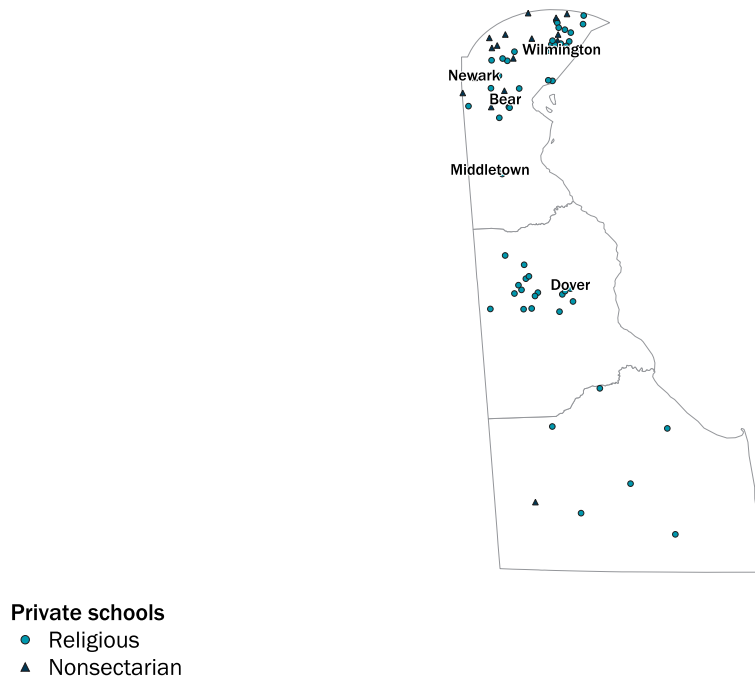 Wilmington
Newark
Bear
Middletown
Dover
Private schools
Religious
Nonsectarian